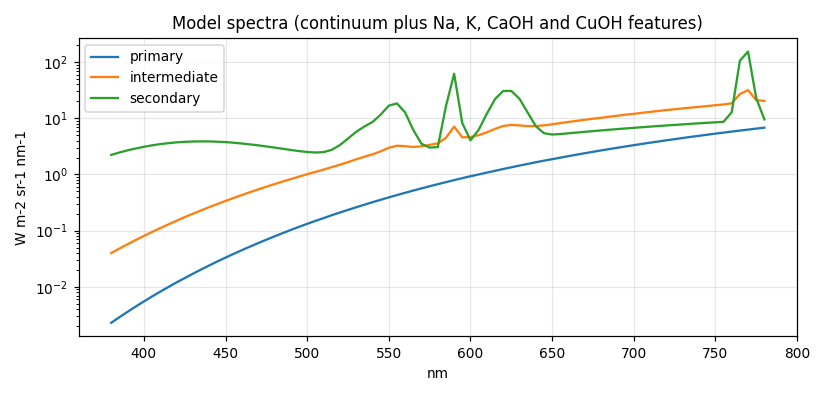 Model spectra (continuum plus Na, K, CaOH and CuOH features)
primary
intermediate
secondary
10²
10¹
10⁰
10⁻¹
10⁻²
W m-2 sr-1 nm-1
400 450 500 550 600 650 700 750 800
nm